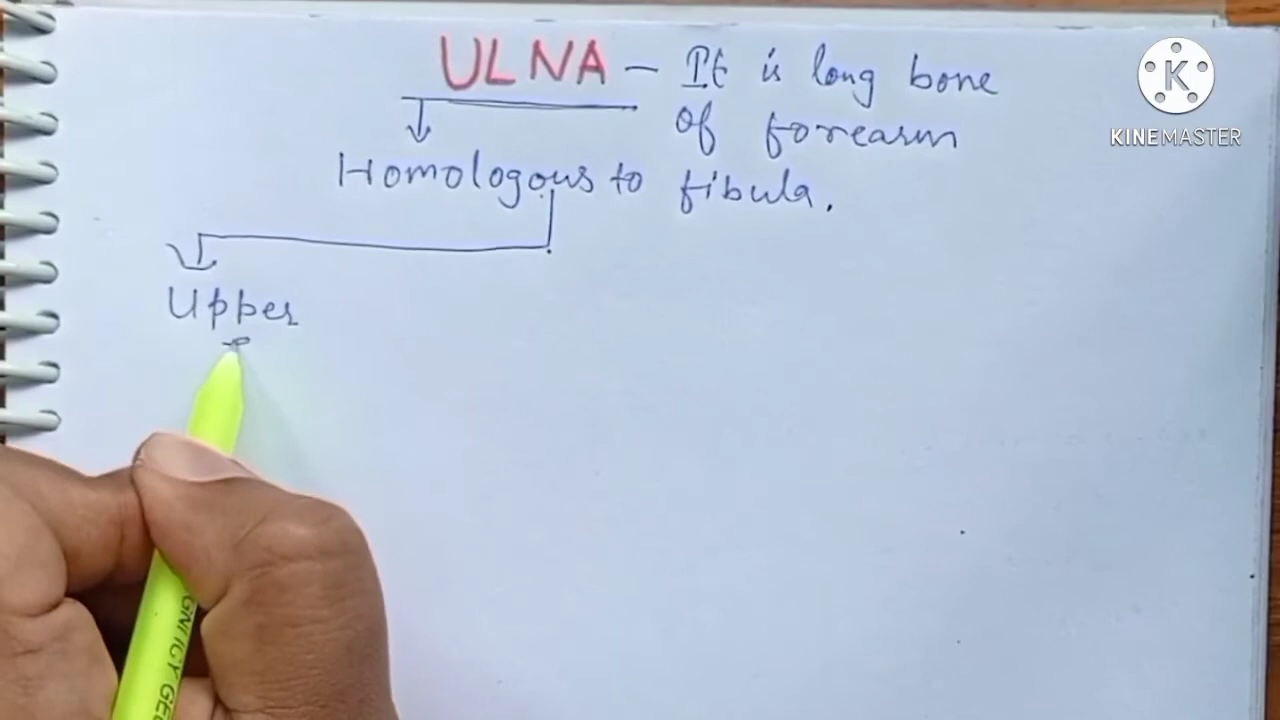 ULNA – It is long bone
of forearm
Homologous to fibula.
Upper
K
KINEMASTER